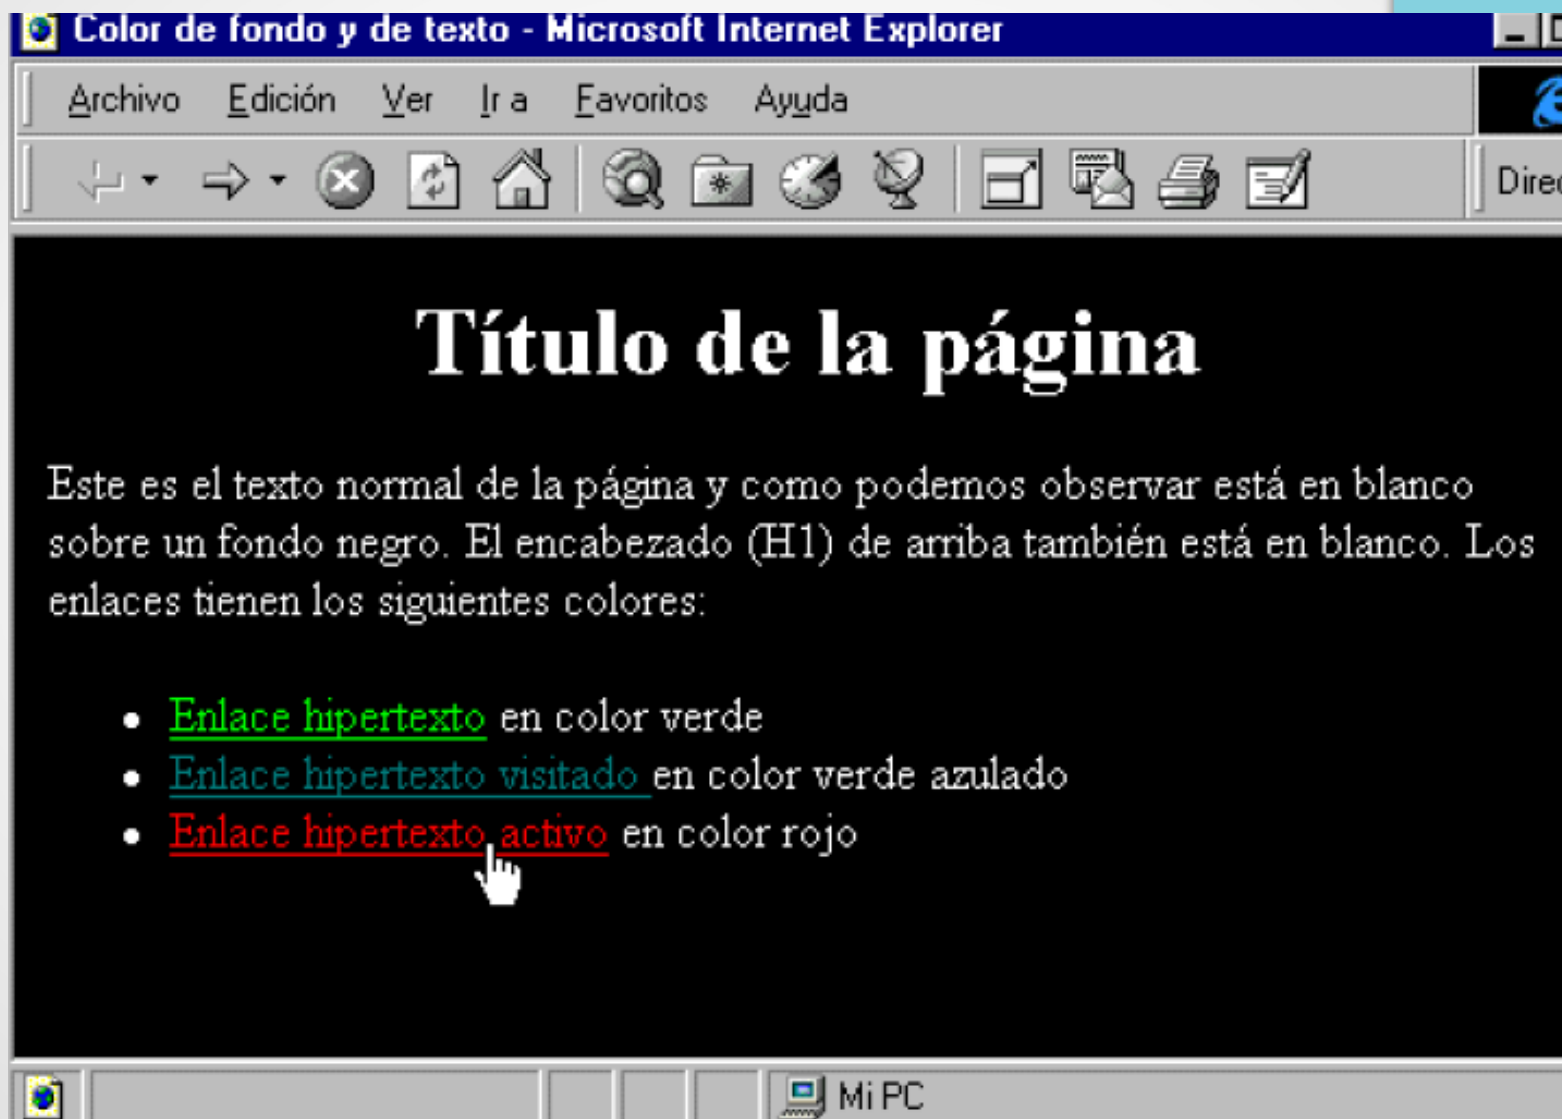 Color de fondo y de texto - Microsoft Internet Explorer
Archivo Edición Ver Ir a Favoritos Ayuda
Direc
Título de la página
Este es el texto normal de la página y como podemos observar está en blanco
sobre un fondo negro. El encabezado (H1) de arriba también está en blanco. Los
enlaces tienen los siguientes colores:
• Enlace hipertexto en color verde
• Enlace hipertexto visitado en color verde azulado
• Enlace hipertexto activo en color rojo
Mi PC